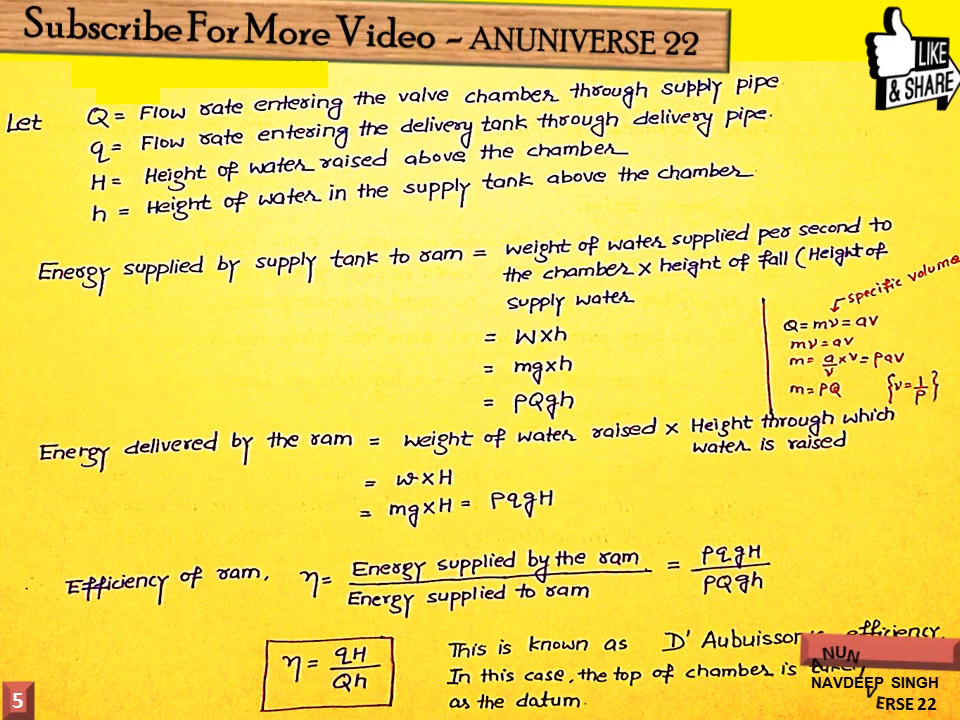 Subscribe For More Video ~ ANUNIVERSE 22
LIKE
& SHARE
Let Q = Flow rate entering the valve chamber through supply pipe.
q = Flow rate entering the delivery tank through delivery pipe.
H = Height of water raised above the chamber
h = Height of water in the supply tank above the chamber.
Energy supplied by supply tank to ram = weight of water supplied per second to
the chamber × height of fall (Height of
supply water
= W×h
= mg×h
= ρQgh
specific volume
Q = mν = av
mν = av
m = a/ν × v = ρav
m = ρQ {ν = 1/ρ}
Energy delivered by the ram = weight of water raised × Height through which
water is raised
= w×H
= mg×H = ρqgH
Efficiency of ram, η = Energy supplied by the ram / Energy supplied to ram = ρqgH / ρQgh
η = qH / Qh
This is known as D' Aubuisson's efficiency.
In this case, the top of chamber is
as the datum.
NAVDEEP SINGH
ANUNIVERSE 22
5